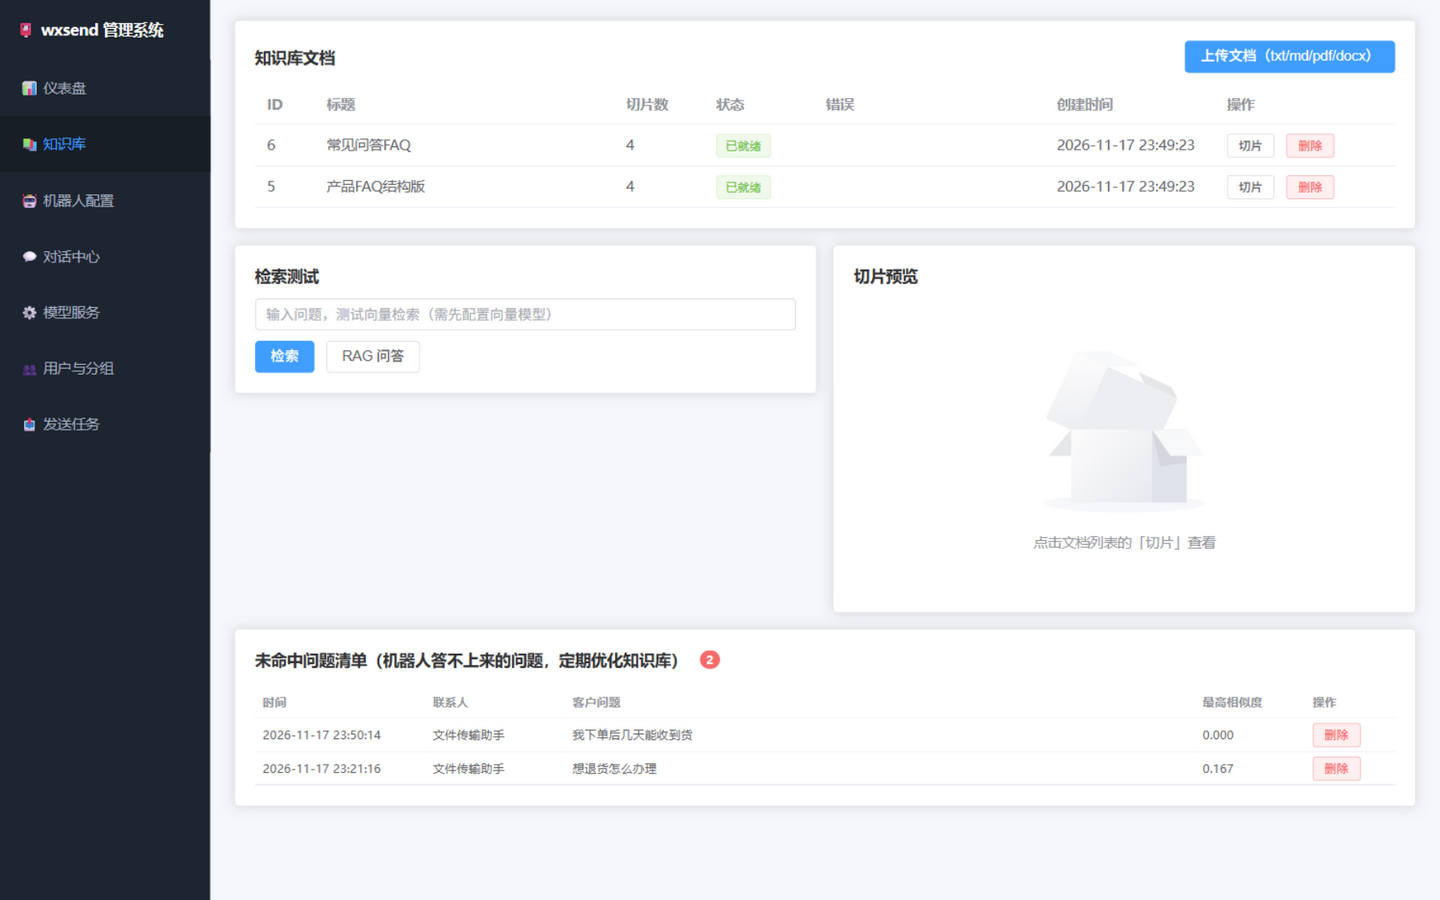 wxsend 管理系统
仪表盘
知识库
机器人配置
对话中心
模型服务
用户与分组
发送任务
知识库文档
上传文档（txt/md/pdf/docx）
ID 标题 切片数 状态 错误 创建时间 操作
6 常见问答FAQ 4 已就绪 2026-11-17 23:49:23 切片 删除
5 产品FAQ结构版 4 已就绪 2026-11-17 23:49:23 切片 删除
检索测试
输入问题，测试向量检索（需先配置向量模型）
检索 RAG 问答
切片预览
点击文档列表的「切片」查看
未命中问题清单（机器人答不上来的问题，定期优化知识库） 2
时间 联系人 客户问题 最高相似度 操作
2026-11-17 23:50:14 文件传输助手 我下单后几天能收到货 0.000 删除
2026-11-17 23:21:16 文件传输助手 想退货怎么办理 0.167 删除